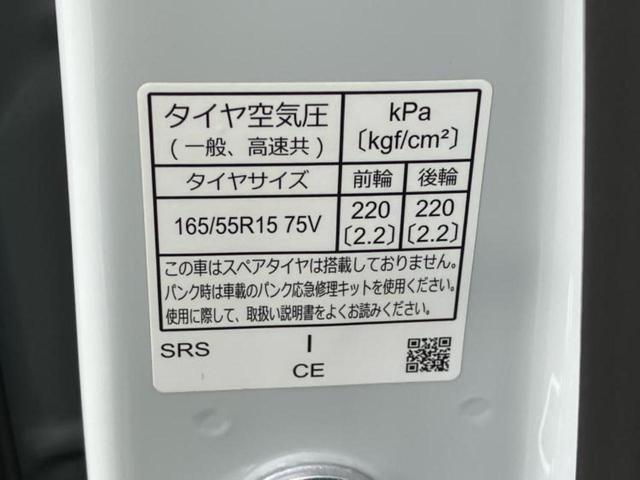 タイヤ空気圧 kPa
(一般、高速共) 〔kgf/cm²〕
タイヤサイズ 前輪 後輪
165/55R15 75V 220 220
〔2.2〕 〔2.2〕
この車はスペアタイヤは搭載しておりません。
パンク時は車載のパンク応急修理キットを使用ください。
使用に際して、取扱い説明書をよくお読みください。
SRS I
CE